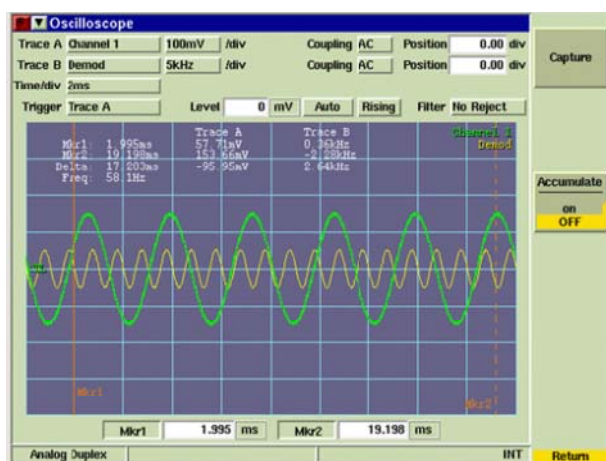 Oscilloscope
Trace A Channel 1 100mV /div Coupling AC Position 0.00 div
Trace B Demod 5kHz /div Coupling AC Position 0.00 div
Time/div 2ms
Trigger Trace A Level 0 mV Auto Rising Filter No Reject
Capture
Trace A Trace B Channel 1
Mkr1: 1.995ms 57.71mV 0.36kHz Demod
Mkr2: 19.198ms 153.66mV -2.28kHz
Delta: 17.203ms -95.95mV 2.64kHz
Freq: 58.1Hz
Accumulate
on
OFF
Mkr1
Mkr2
Mkr1 1.995 ms Mkr2 19.198 ms
Analog Duplex INT
Return